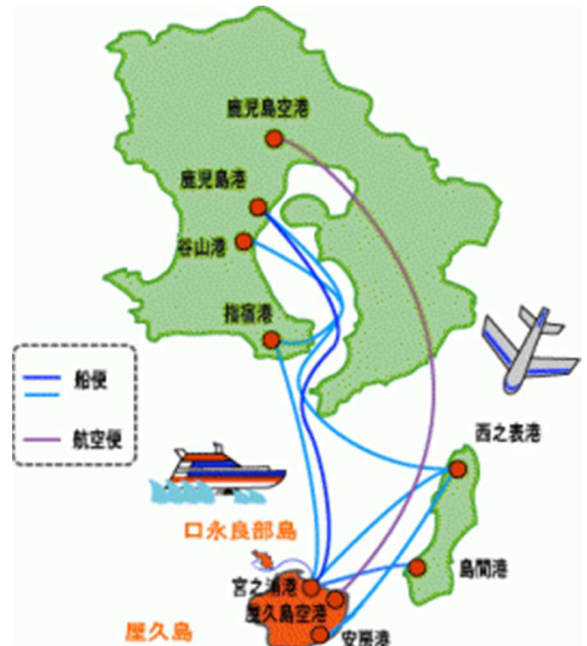 鹿児島空港
鹿児島港
谷山港
指宿港
船便
航空便
西之表港
口永良部島
島間港
宮之浦港
屋久島空港
屋久島
安房港